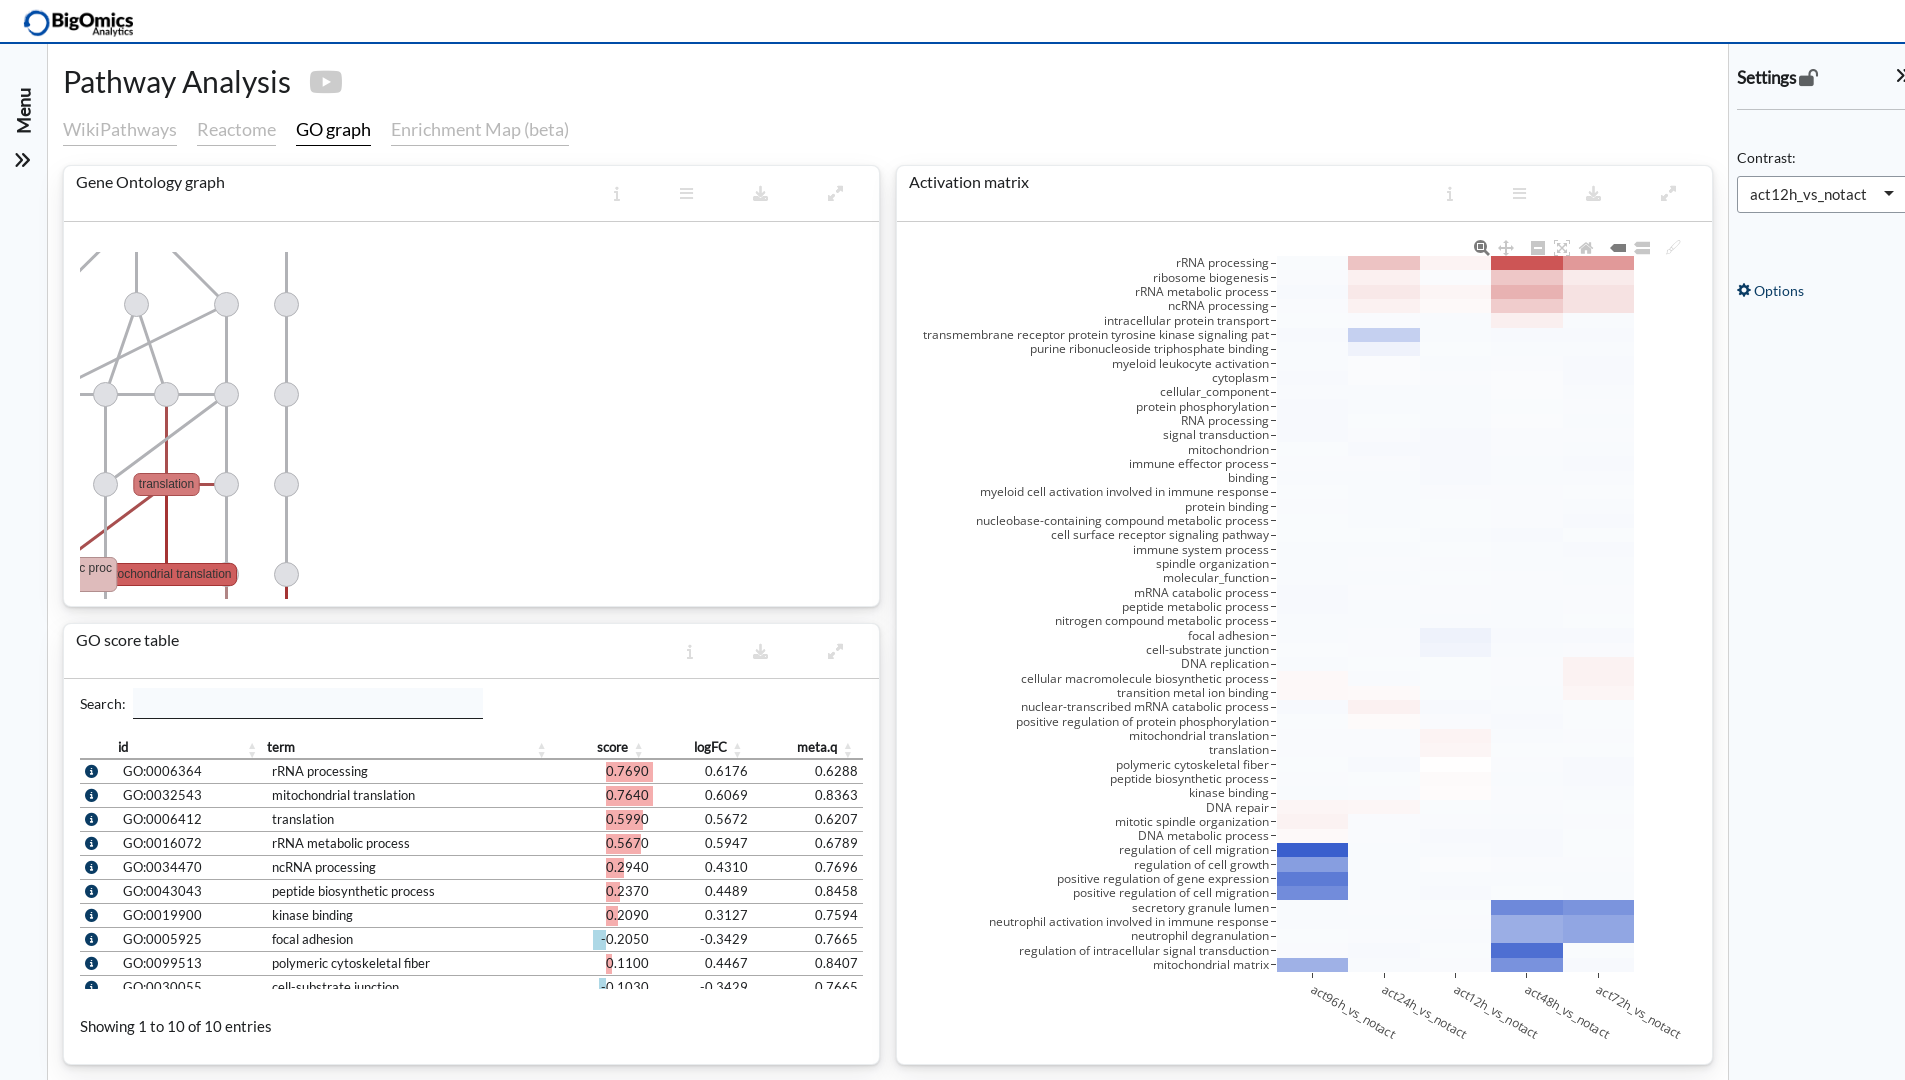 BigOmics
Analytics
Menu
Pathway Analysis
WikiPathways Reactome GO graph Enrichment Map (beta)
Gene Ontology graph
translation
c proc
ochondrial translation
GO score table
Search:
id term score logFC meta.q
GO:0006364 rRNA processing 0.7690 0.6176 0.6288
GO:0032543 mitochondrial translation 0.7640 0.6069 0.8363
GO:0006412 translation 0.5990 0.5672 0.6207
GO:0016072 rRNA metabolic process 0.5670 0.5947 0.6789
GO:0034470 ncRNA processing 0.2940 0.4310 0.7696
GO:0043043 peptide biosynthetic process 0.2370 0.4489 0.8458
GO:0019900 kinase binding 0.2090 0.3127 0.7594
GO:0005925 focal adhesion -0.2050 -0.3429 0.7665
GO:0099513 polymeric cytoskeletal fiber 0.1100 0.4467 0.8407
GO:0030055 cell-substrate junction -0.1030 -0.3429 0.7665
Showing 1 to 10 of 10 entries
Activation matrix
rRNA processing
ribosome biogenesis
rRNA metabolic process
ncRNA processing
intracellular protein transport
transmembrane receptor protein tyrosine kinase signaling pat
purine ribonucleoside triphosphate binding
myeloid leukocyte activation
cytoplasm
cellular_component
protein phosphorylation
RNA processing
signal transduction
mitochondrion
immune effector process
binding
myeloid cell activation involved in immune response
protein binding
nucleobase-containing compound metabolic process
cell surface receptor signaling pathway
immune system process
spindle organization
molecular_function
mRNA catabolic process
peptide metabolic process
nitrogen compound metabolic process
focal adhesion
cell-substrate junction
DNA replication
cellular macromolecule biosynthetic process
transition metal ion binding
nuclear-transcribed mRNA catabolic process
positive regulation of protein phosphorylation
mitochondrial translation
translation
polymeric cytoskeletal fiber
peptide biosynthetic process
kinase binding
DNA repair
mitotic spindle organization
DNA metabolic process
regulation of cell migration
regulation of cell growth
positive regulation of gene expression
positive regulation of cell migration
secretory granule lumen
neutrophil activation involved in immune response
neutrophil degranulation
regulation of intracellular signal transduction
mitochondrial matrix
act96h_vs_notact
act24h_vs_notact
act12h_vs_notact
act48h_vs_notact
act72h_vs_notact
Settings
Contrast:
act12h_vs_notact
Options